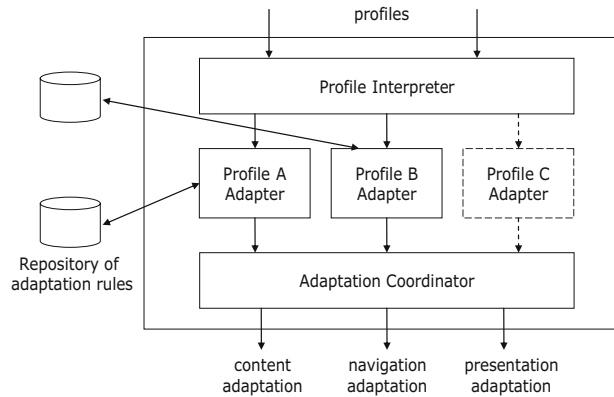 profiles
Profile Interpreter
Profile A
Adapter
Profile B
Adapter
Profile C
Adapter
Repository of
adaptation rules
Adaptation Coordinator
content
adaptation
navigation
adaptation
presentation
adaptation